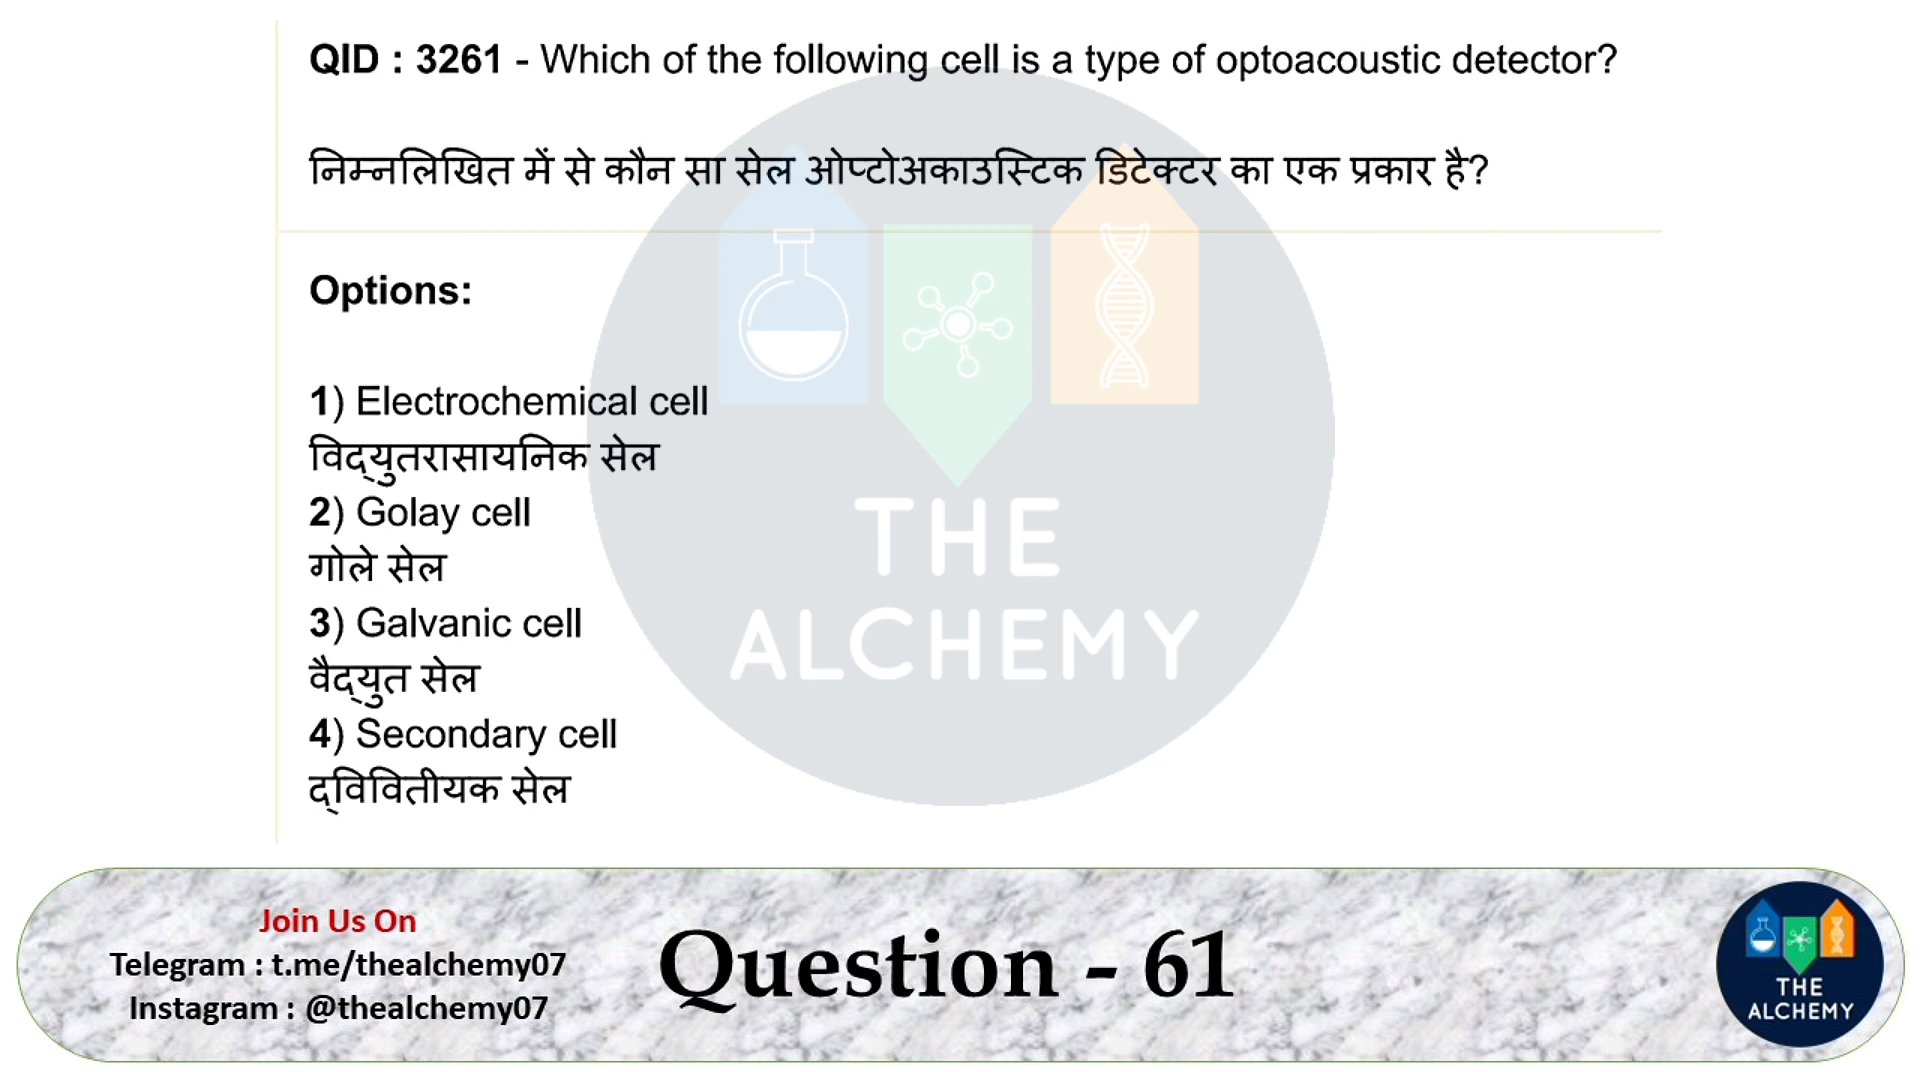 QID : 3261 - Which of the following cell is a type of optoacoustic detector?
निम्नलिखित में से कौन सा सेल ओप्टोअकाउस्टिक डिटेक्टर का एक प्रकार है?
Options:
1) Electrochemical cell
विद्युतरासायनिक सेल
2) Golay cell
गोले सेल
3) Galvanic cell
वैद्युत सेल
4) Secondary cell
द्विवितीयक सेल
THE
ALCHEMY
Join Us On
Telegram : t.me/thealchemy07
Instagram : @thealchemy07
Question - 61
THE
ALCHEMY